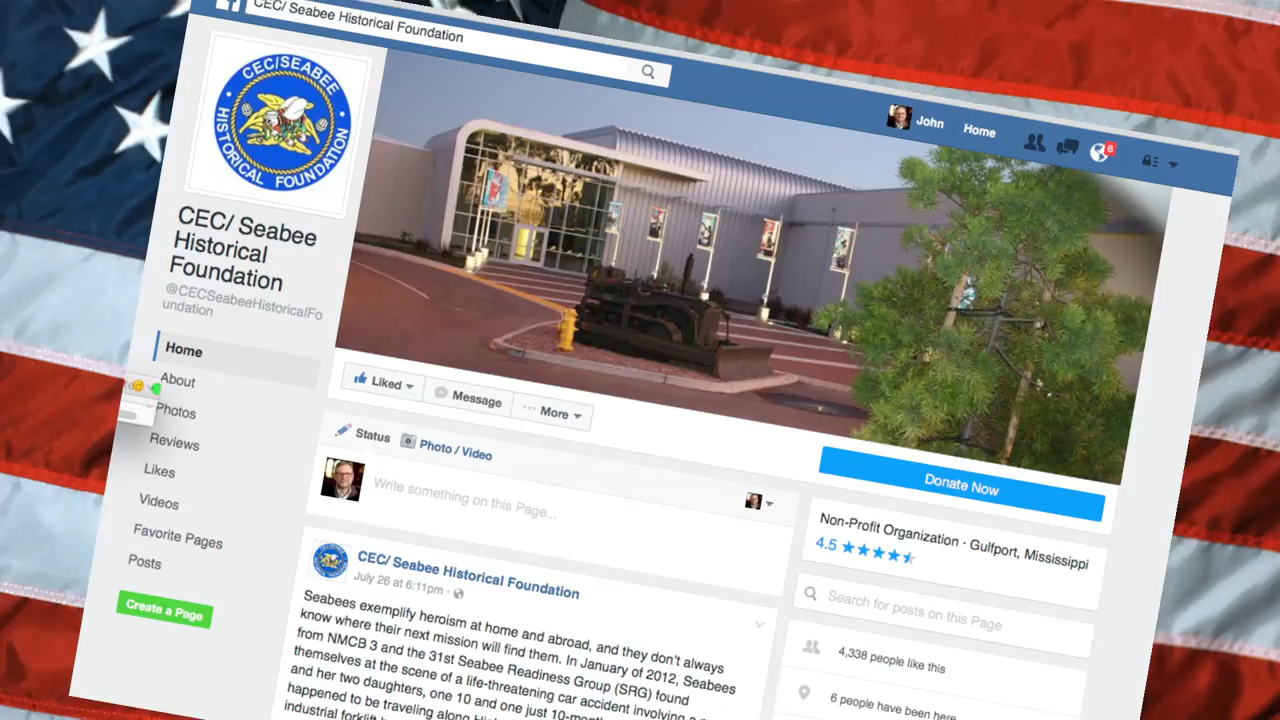 CEC/ Seabee Historical Foundation
John
Home
6
CEC/SEABEE
HISTORICAL FOUNDATION
CEC/ Seabee
Historical
Foundation
@CECSeabeeHistoricalFo
undation
Home
About
Photos
Reviews
Likes
Videos
Favorite Pages
Posts
Create a Page
Liked
Message
More
Status
Photo / Video
Write something on this Page...
CEC/ Seabee Historical Foundation
July 26 at 6:11pm ·
Seabees exemplify heroism at home and abroad, and they don't always
know where their next mission will find them. In January of 2012, Seabees
from NMCB 3 and the 31st Seabee Readiness Group (SRG) found
themselves at the scene of a life-threatening car accident involving a
and her two daughters, one 10 and one just 10-month
happened to be traveling along
industrial forklift
Donate Now
Non-Profit Organization · Gulfport, Mississippi
4.5
Search for posts on this Page
4,338 people like this
6 people have been here